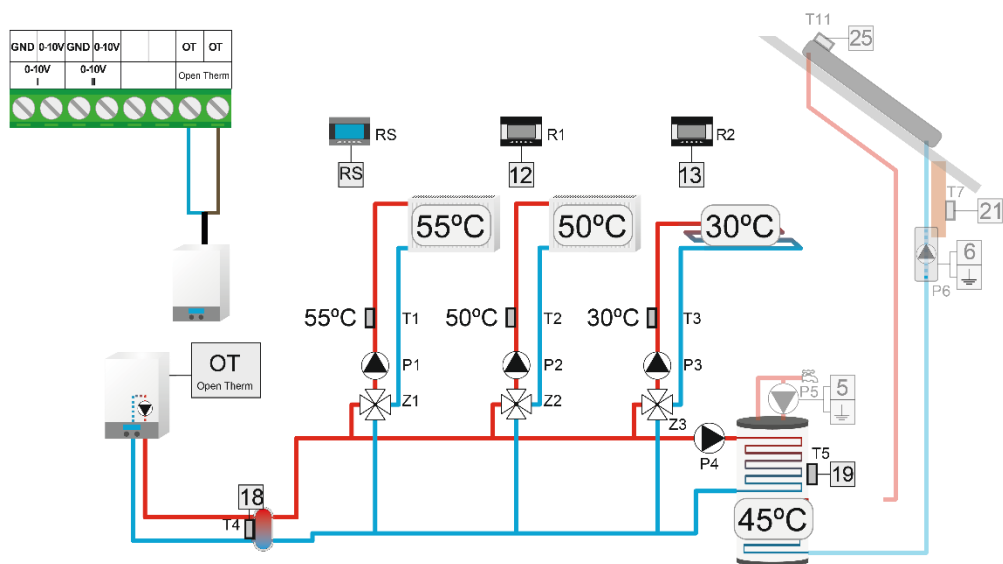 GND 0-10V GND 0-10V OT OT
0-10V 0-10V Open Therm
I II
T11
25
RS
R1
R2
RS
12
13
T7
21
55ºC
50ºC
30ºC
6
P6
55ºC
T1
50ºC
T2
30ºC
T3
OT
Open Therm
P1
P2
P3
P5
5
Z1
Z2
Z3
P4
T5
19
18
T4
45ºC